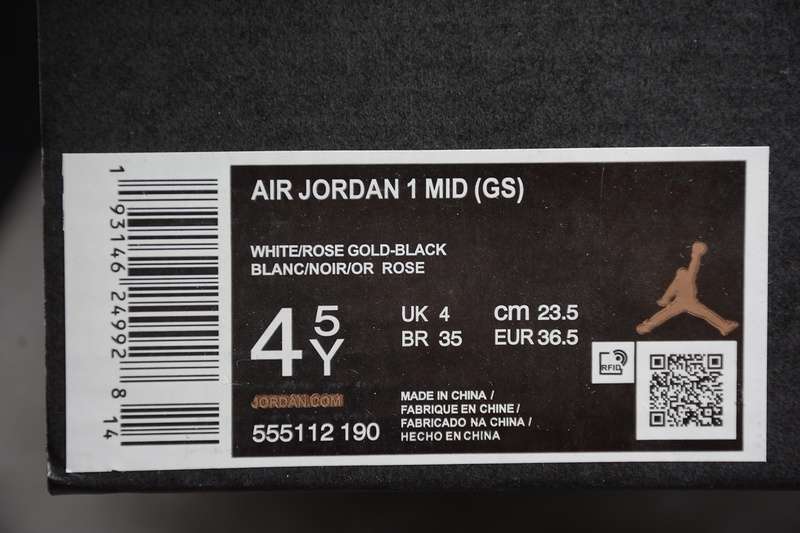 1 93146 24992 8 14
AIR JORDAN 1 MID (GS)
WHITE/ROSE GOLD-BLACK
BLANC/NOIR/OR ROSE
4 5 Y
UK 4 cm 23.5
BR 35 EUR 36.5
RFID
JORDAN.COM
555112 190
MADE IN CHINA /
FABRIQUE EN CHINE /
FABRICADO NA CHINA /
HECHO EN CHINA